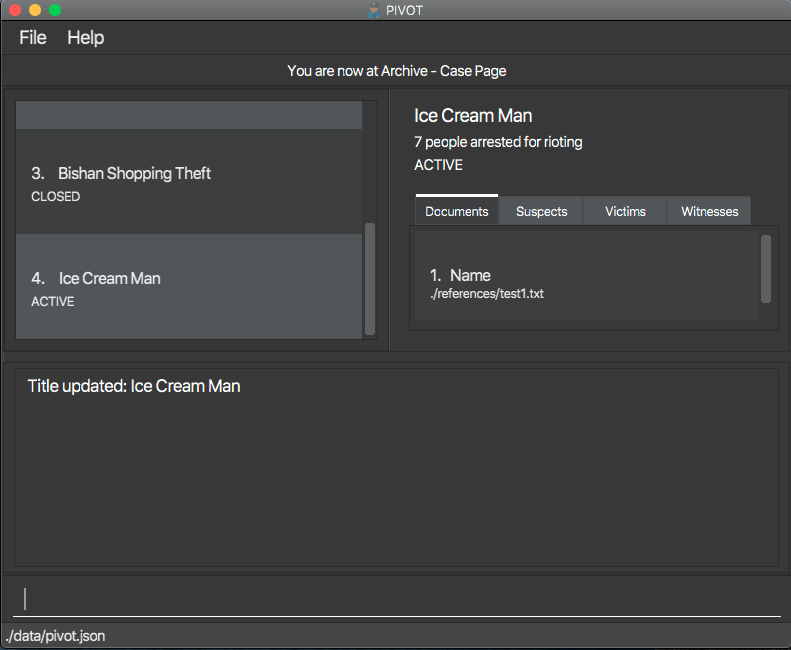 PIVOT
File Help
You are now at Archive - Case Page
3. Bishan Shopping Theft
CLOSED
4. Ice Cream Man
ACTIVE
Ice Cream Man
7 people arrested for rioting
ACTIVE
Documents Suspects Victims Witnesses
1. Name
./references/test1.txt
Title updated: Ice Cream Man
./data/pivot.json